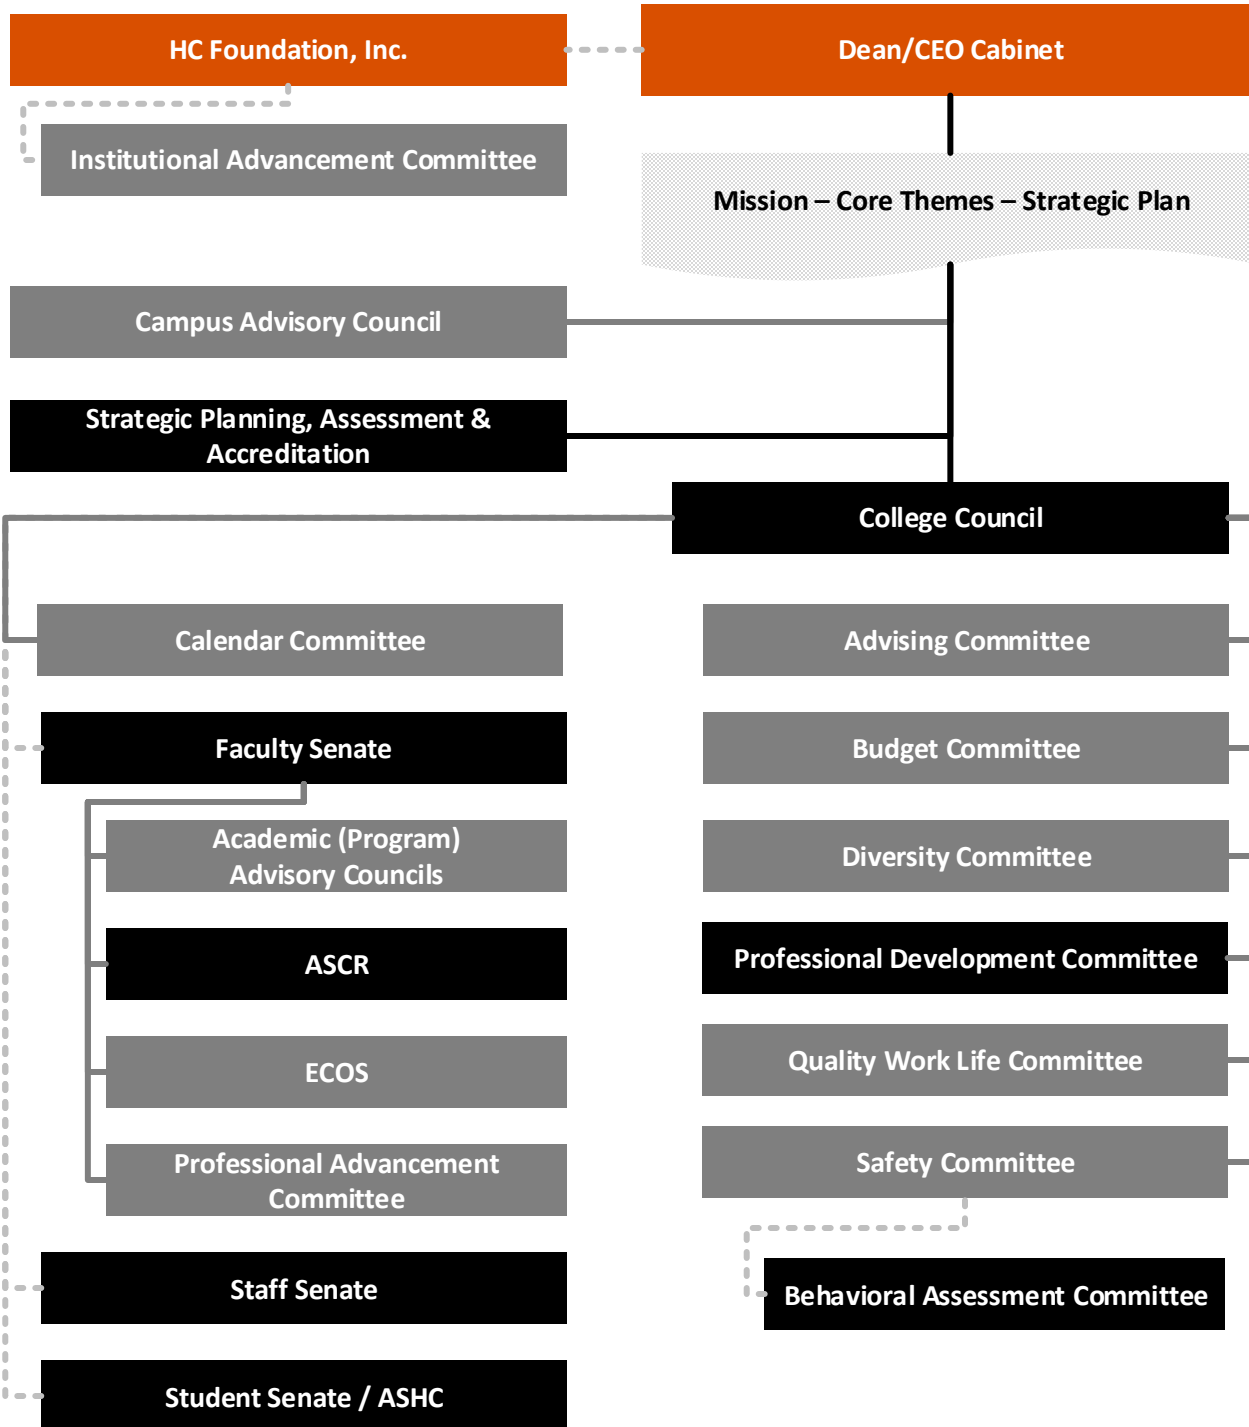 HC Foundation, Inc.
Dean/CEO Cabinet
Institutional Advancement Committee
Mission – Core Themes – Strategic Plan
Campus Advisory Council
Strategic Planning, Assessment &
Accreditation
College Council
Calendar Committee
Advising Committee
Faculty Senate
Budget Committee
Academic (Program)
Advisory Councils
Diversity Committee
ASCR
Professional Development Committee
ECOS
Quality Work Life Committee
Professional Advancement
Committee
Safety Committee
Staff Senate
Behavioral Assessment Committee
Student Senate / ASHC